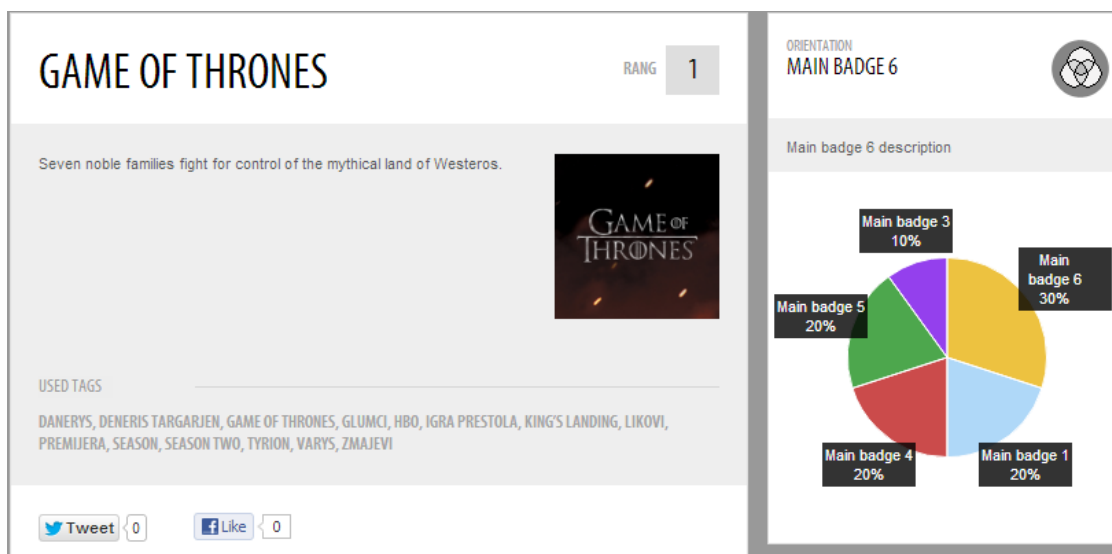 GAME OF THRONES
RANG 1
Seven noble families fight for control of the mythical land of Westeros.
GAME OF
THRONES
USED TAGS
DANERYS, DENERIS TARGARJEN, GAME OF THRONES, GLUMCI, HBO, IGRA PRESTOLA, KING'S LANDING, LIKOVI,
PREMIJERA, SEASON, SEASON TWO, TYRION, VARYS, ZMAJEVI
Tweet 0
Like 0
ORIENTATION
MAIN BADGE 6
Main badge 6 description
Main badge 3
10%
Main
badge 6
30%
Main badge 5
20%
Main badge 4
20%
Main badge 1
20%